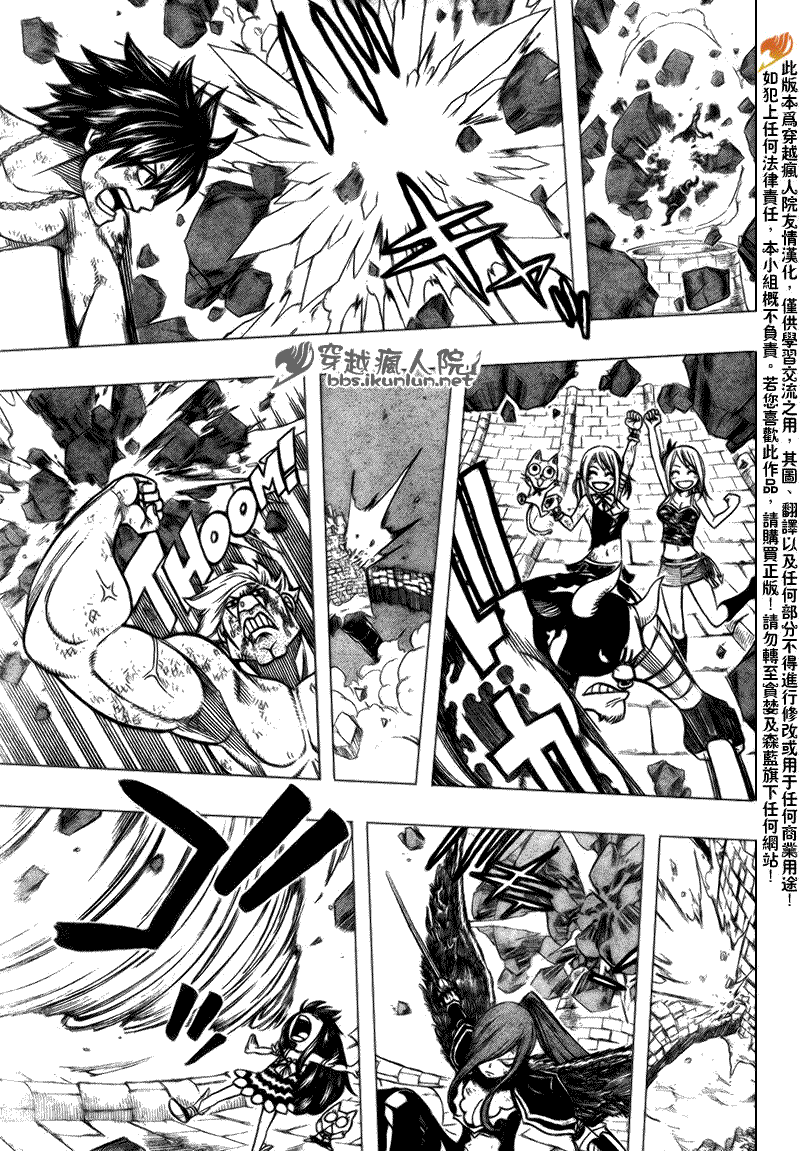 此版本爲穿越瘋人院友情漢化，僅供學習交流之用，其圖、翻譯以及任何部分不得進行修改或用于任何商業用途！
如犯上任何法律責任，本小組概不負責。若您喜歡此作品，請購買正版！請勿轉至貪婪及森藍旗下任何網站！
穿越瘋人院
bbs.ikunlun.net
THOOM!
ドカ
ゴ